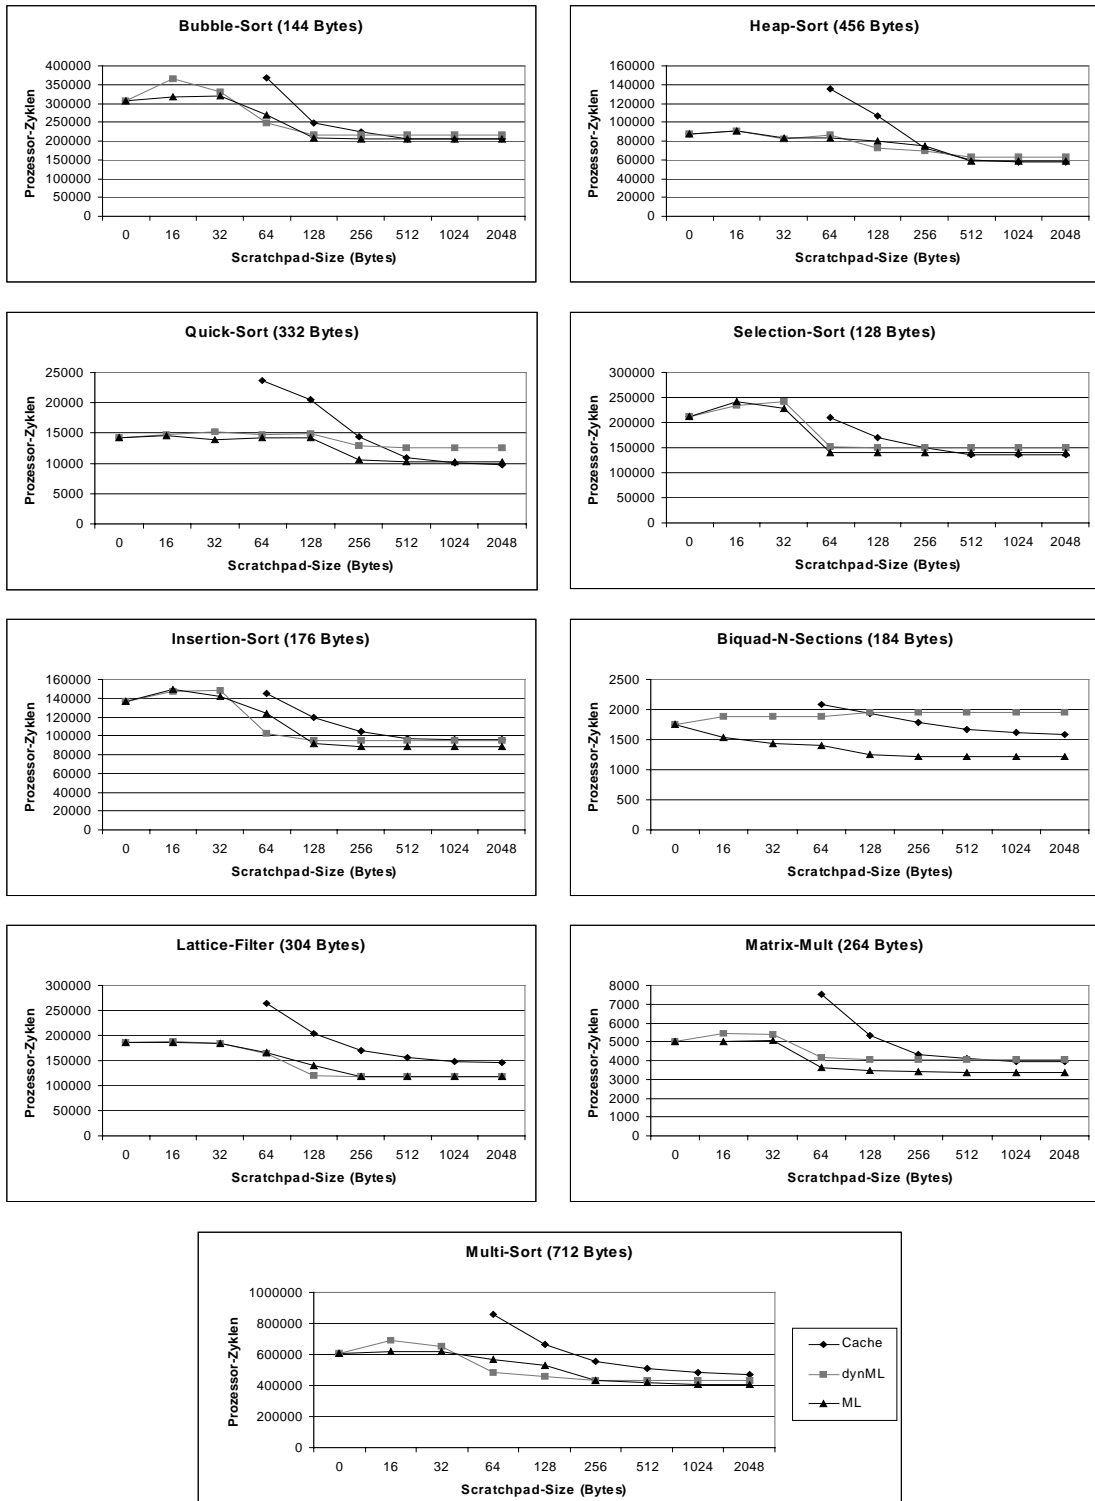 Bubble-Sort (144 Bytes)
Prozessor-Zyklen
400000
350000
300000
250000
200000
150000
100000
50000
0
0 16 32 64 128 256 512 1024 2048
Scratchpad-Size (Bytes)
Heap-Sort (456 Bytes)
Prozessor-Zyklen
160000
140000
120000
100000
80000
60000
40000
20000
0
0 16 32 64 128 256 512 1024 2048
Scratchpad-Size (Bytes)
Quick-Sort (332 Bytes)
Prozessor-Zyklen
25000
20000
15000
10000
5000
0
0 16 32 64 128 256 512 1024 2048
Scratchpad-Size (Bytes)
Selection-Sort (128 Bytes)
Prozessor-Zyklen
300000
250000
200000
150000
100000
50000
0
0 16 32 64 128 256 512 1024 2048
Scratchpad-Size (Bytes)
Insertion-Sort (176 Bytes)
Prozessor-Zyklen
160000
140000
120000
100000
80000
60000
40000
20000
0
0 16 32 64 128 256 512 1024 2048
Scratchpad-Size (Bytes)
Biquad-N-Sections (184 Bytes)
Prozessor-Zyklen
2500
2000
1500
1000
500
0
0 16 32 64 128 256 512 1024 2048
Scratchpad-Size (Bytes)
Lattice-Filter (304 Bytes)
Prozessor-Zyklen
300000
250000
200000
150000
100000
50000
0
0 16 32 64 128 256 512 1024 2048
Scratchpad-Size (Bytes)
Matrix-Mult (264 Bytes)
Prozessor-Zyklen
8000
7000
6000
5000
4000
3000
2000
1000
0
0 16 32 64 128 256 512 1024 2048
Scratchpad-Size (Bytes)
Multi-Sort (712 Bytes)
Prozessor-Zyklen
1000000
800000
600000
400000
200000
0
0 16 32 64 128 256 512 1024 2048
Scratchpad-Size (Bytes)
Cache
dynML
ML